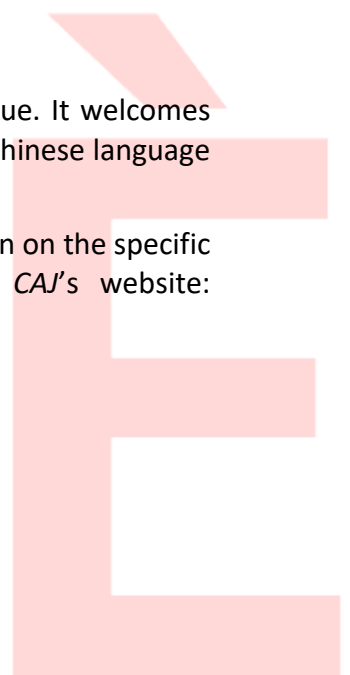 ue. It welcomes
hinese language
n on the specific
CAJ's website:
È